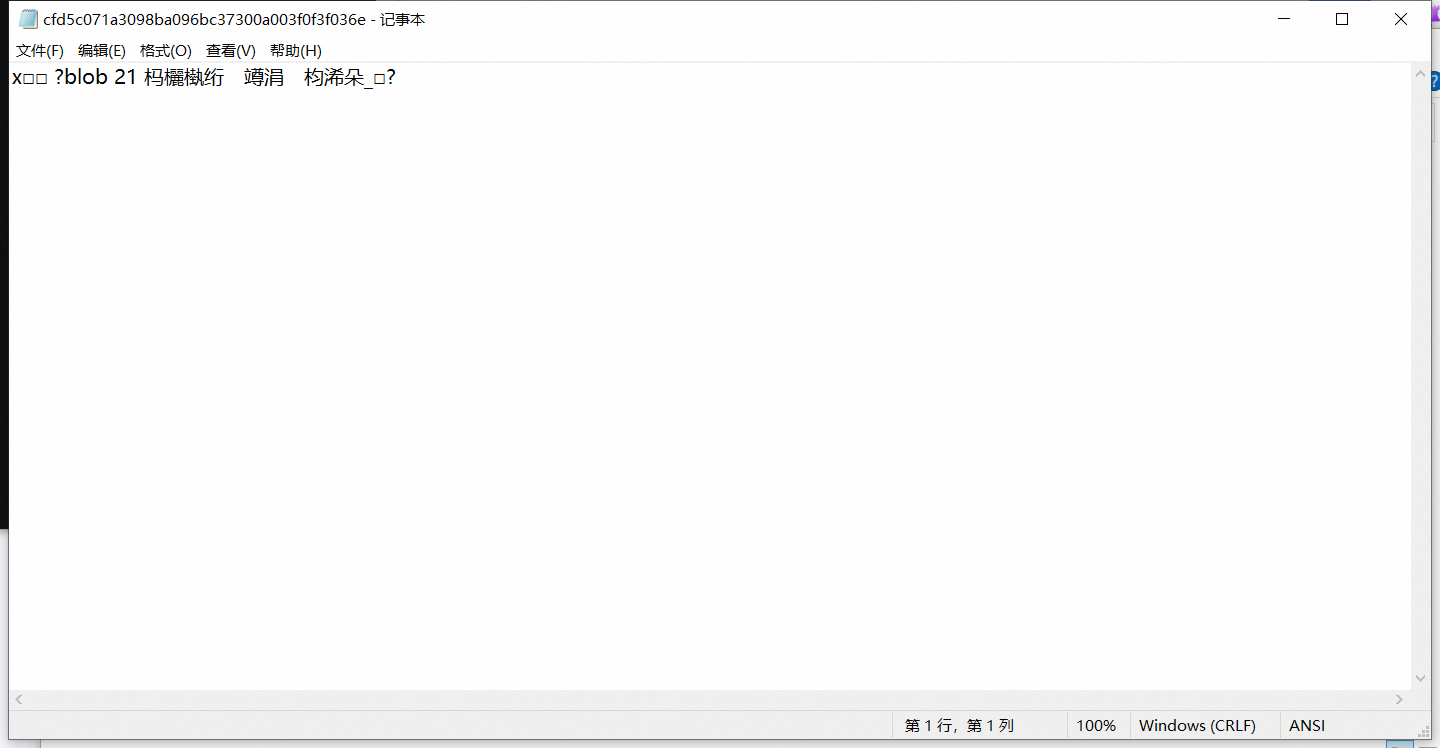 cfd5c071a3098ba096bc37300a003f0f3f036e - 记事本
文件(F) 编辑(E) 格式(O) 查看(V) 帮助(H)
x□□ ?blob 21 杩欐槸绗 竴涓 枃浠朵_□?
第 1 行，第 1 列 100% Windows (CRLF) ANSI